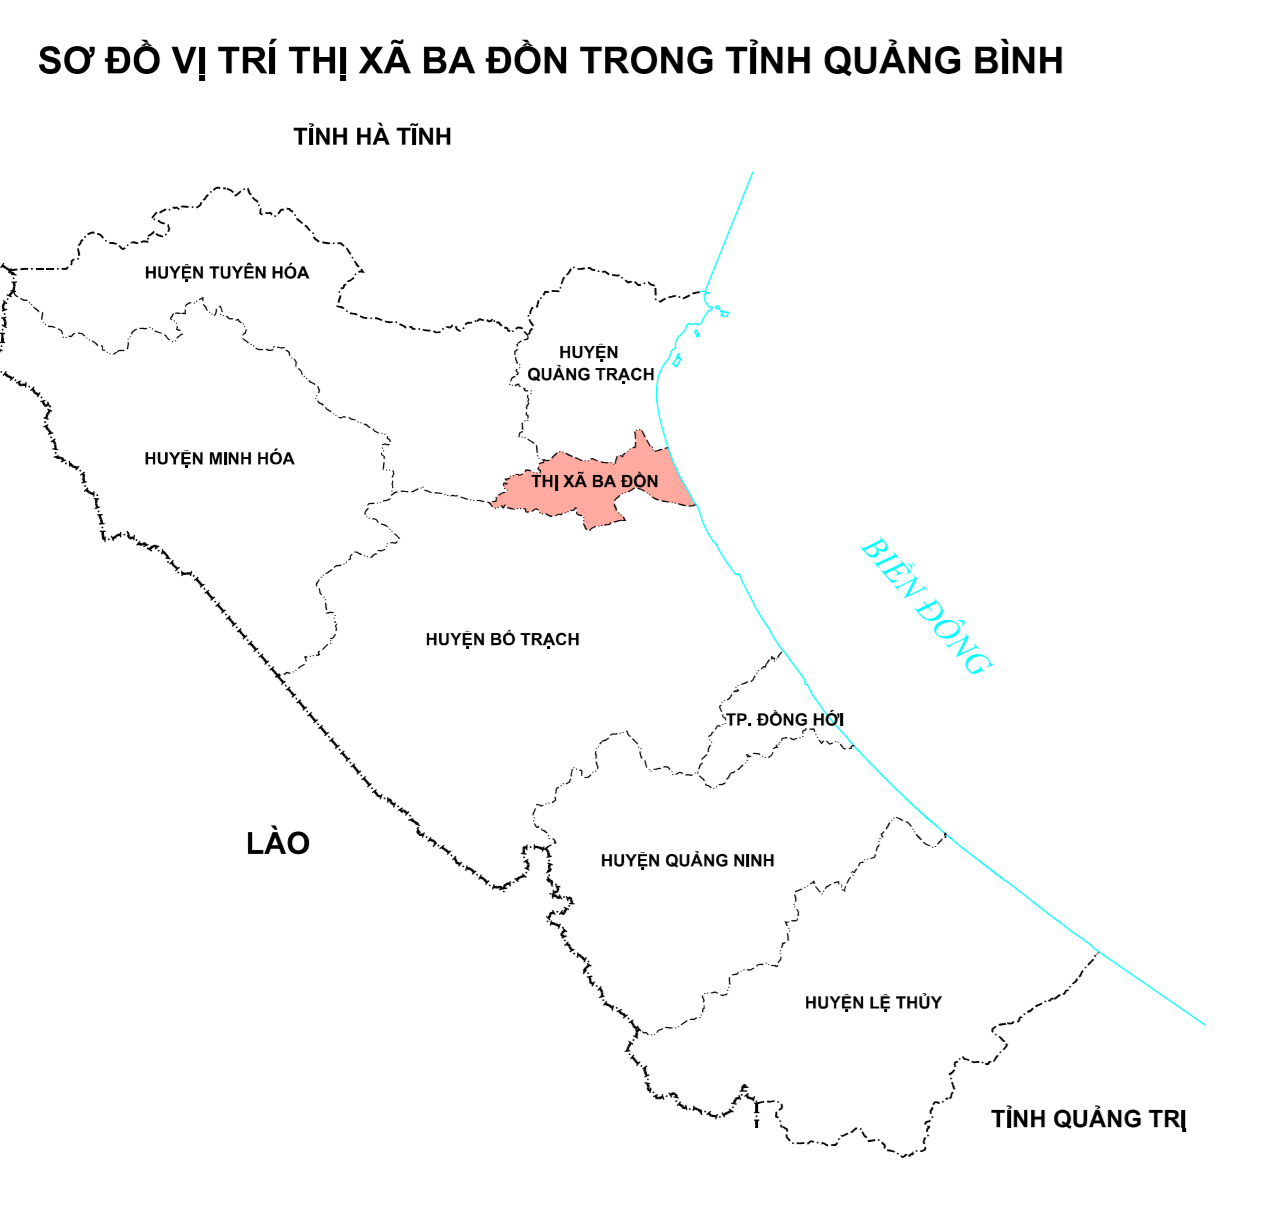 SƠ ĐỒ VỊ TRÍ THỊ XÃ BA ĐỒN TRONG TỈNH QUẢNG BÌNH
TỈNH HÀ TĨNH
HUYỆN TUYÊN HÓA
HUYỆN
QUẢNG TRẠCH
HUYỆN MINH HÓA
THỊ XÃ BA ĐỒN
BIỂN ĐÔNG
HUYỆN BỐ TRẠCH
TP. ĐỒNG HỚI
LÀO
HUYỆN QUẢNG NINH
HUYỆN LỆ THỦY
TỈNH QUẢNG TRỊ